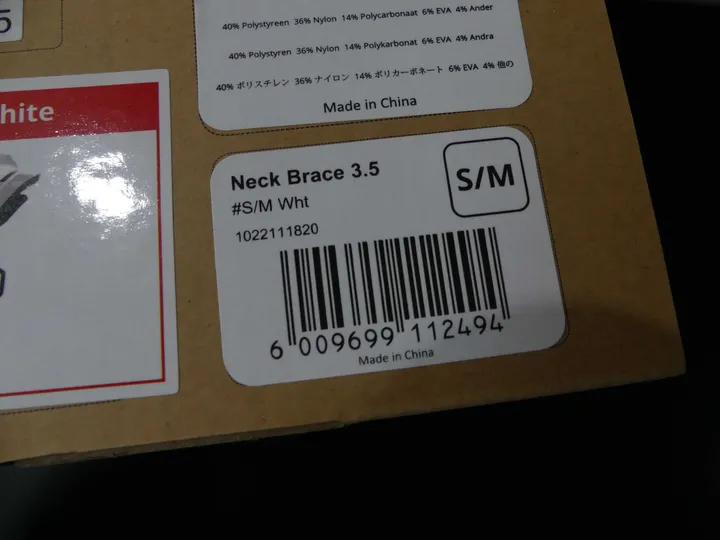 5
40% Polystyreen 36% Nylon 14% Polycarbonaat 6% EVA 4% Ander
40% Polystyren 36% Nylon 14% Polykarbonat 6% EVA 4% Andra
40% ポリスチレン 36% ナイロン 14% ポリカーボネート 6% EVA 4% 他の
Made in China
hite
Neck Brace 3.5
S/M
#S/M Wht
1022111820
6 009699 112494
Made in China